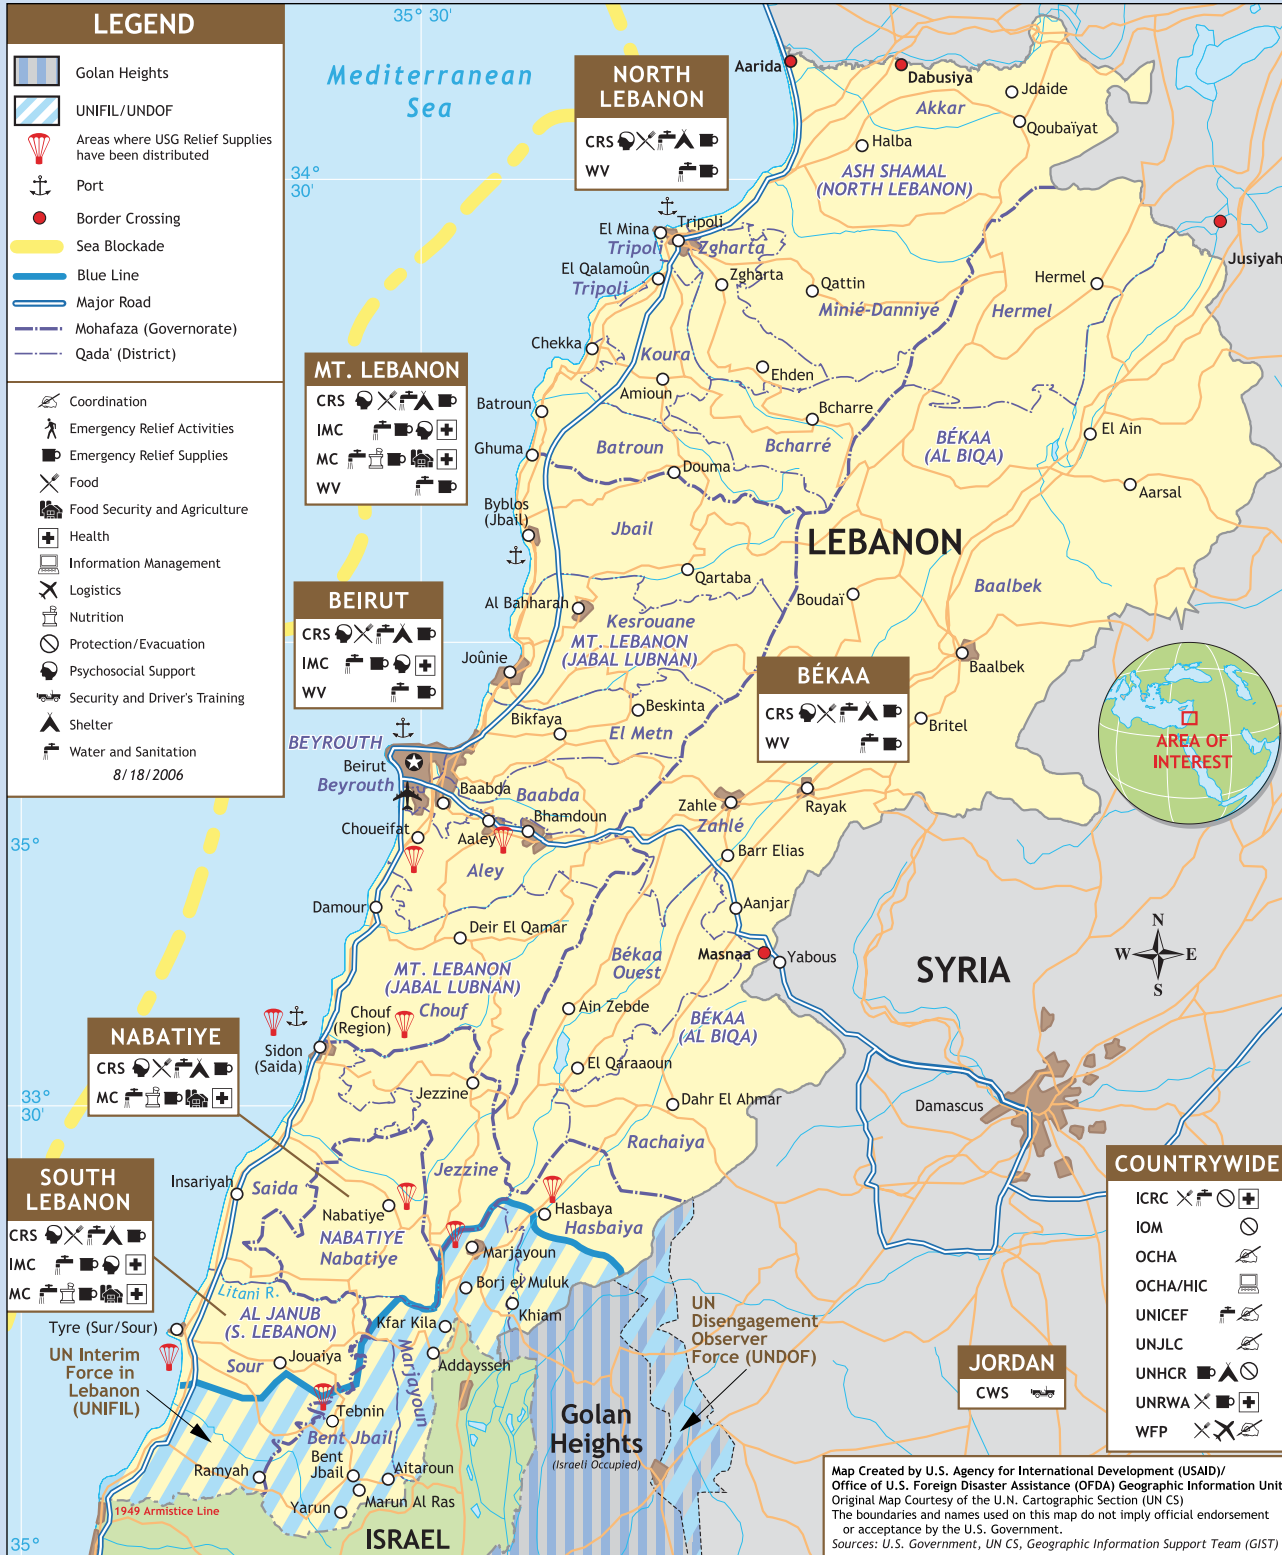 LEGEND
Golan Heights
UNIFIL/UNDOF
Areas where USG Relief Supplies
have been distributed
Port
Border Crossing
Sea Blockade
Blue Line
Major Road
Mohafaza (Governorate)
Qada' (District)
Coordination
Emergency Relief Activities
Emergency Relief Supplies
Food
Food Security and Agriculture
Health
Information Management
Logistics
Nutrition
Protection/Evacuation
Psychosocial Support
Security and Driver's Training
Shelter
Water and Sanitation
8/18/2006
35° 30'
Mediterranean
Sea
34°
30'
35°
33°
30'
35°
NORTH
LEBANON
CRS
WV
MT. LEBANON
CRS
IMC
MC
WV
BEIRUT
CRS
IMC
WV
BÉKAA
CRS
WV
NABATIYE
CRS
MC
SOUTH
LEBANON
CRS
IMC
MC
Aarida
Dabusiya
Akkar
Jdaide
Qoubaïyat
Halba
ASH SHAMAL
(NORTH LEBANON)
El Mina
Tripoli
Tripoli
Zgharta
El Qalamoûn
Tripoli
Zgharta
Qattin
Minié-Danniyé
Hermel
Hermel
Jusiyah
Chekka
Koura
Amioun
Ehden
Batroun
Bcharre
Ghuma
Batroun
Bcharré
Douma
BÉKAA
(AL BIQA)
El Ain
Aarsal
Byblos
(Jbail)
Jbail
LEBANON
Qartaba
Boudaï
Baalbek
Al Bahharah
Kesrouane
MT. LEBANON
(JABAL LUBNAN)
Baalbek
Joûnie
Beskinta
Bikfaya
El Metn
Britel
BEYROUTH
Beirut
Beyrouth
Baabda
Baabda
Bhamdoun
Zahle
Zahlé
Rayak
Choueifat
Aaley
Aley
Barr Elias
Damour
Aanjar
Deir El Qamar
Masnaa
Yabous
Békaa
Ouest
MT. LEBANON
(JABAL LUBNAN)
Chouf
Chouf
(Region)
Ain Zebde
BÉKAA
(AL BIQA)
SYRIA
N
W
E
S
AREA OF
INTEREST
Sidon
(Saida)
Jezzine
El Qaraaoun
Dahr El Ahmar
Damascus
Rachaiya
Insariyah
Saida
Jezzine
Nabatiye
NABATIYE
Nabatiye
Hasbaya
Hasbaiya
Marjayoun
Borj el Muluk
Khiam
Litani R.
AL JANUB
(S. LEBANON)
Kfar Kila
Addaysseh
Marjayoun
Tyre (Sur/Sour)
Sour
Jouaiya
UN Interim
Force in
Lebanon
(UNIFIL)
Tebnin
Bent Jbail
Bent
Jbail
Aitaroun
Ramyah
Marun Al Ras
Yarun
1949 Armistice Line
ISRAEL
Golan
Heights
(Israeli Occupied)
UN
Disengagement
Observer
Force (UNDOF)
JORDAN
CWS
COUNTRYWIDE
ICRC
IOM
OCHA
OCHA/HIC
UNICEF
UNJLC
UNHCR
UNRWA
WFP
Map Created by U.S. Agency for International Development (USAID)/
Office of U.S. Foreign Disaster Assistance (OFDA) Geographic Information Unit
Original Map Courtesy of the U.N. Cartographic Section (UN CS)
The boundaries and names used on this map do not imply official endorsement
or acceptance by the U.S. Government.
Sources: U.S. Government, UN CS, Geographic Information Support Team (GIST)